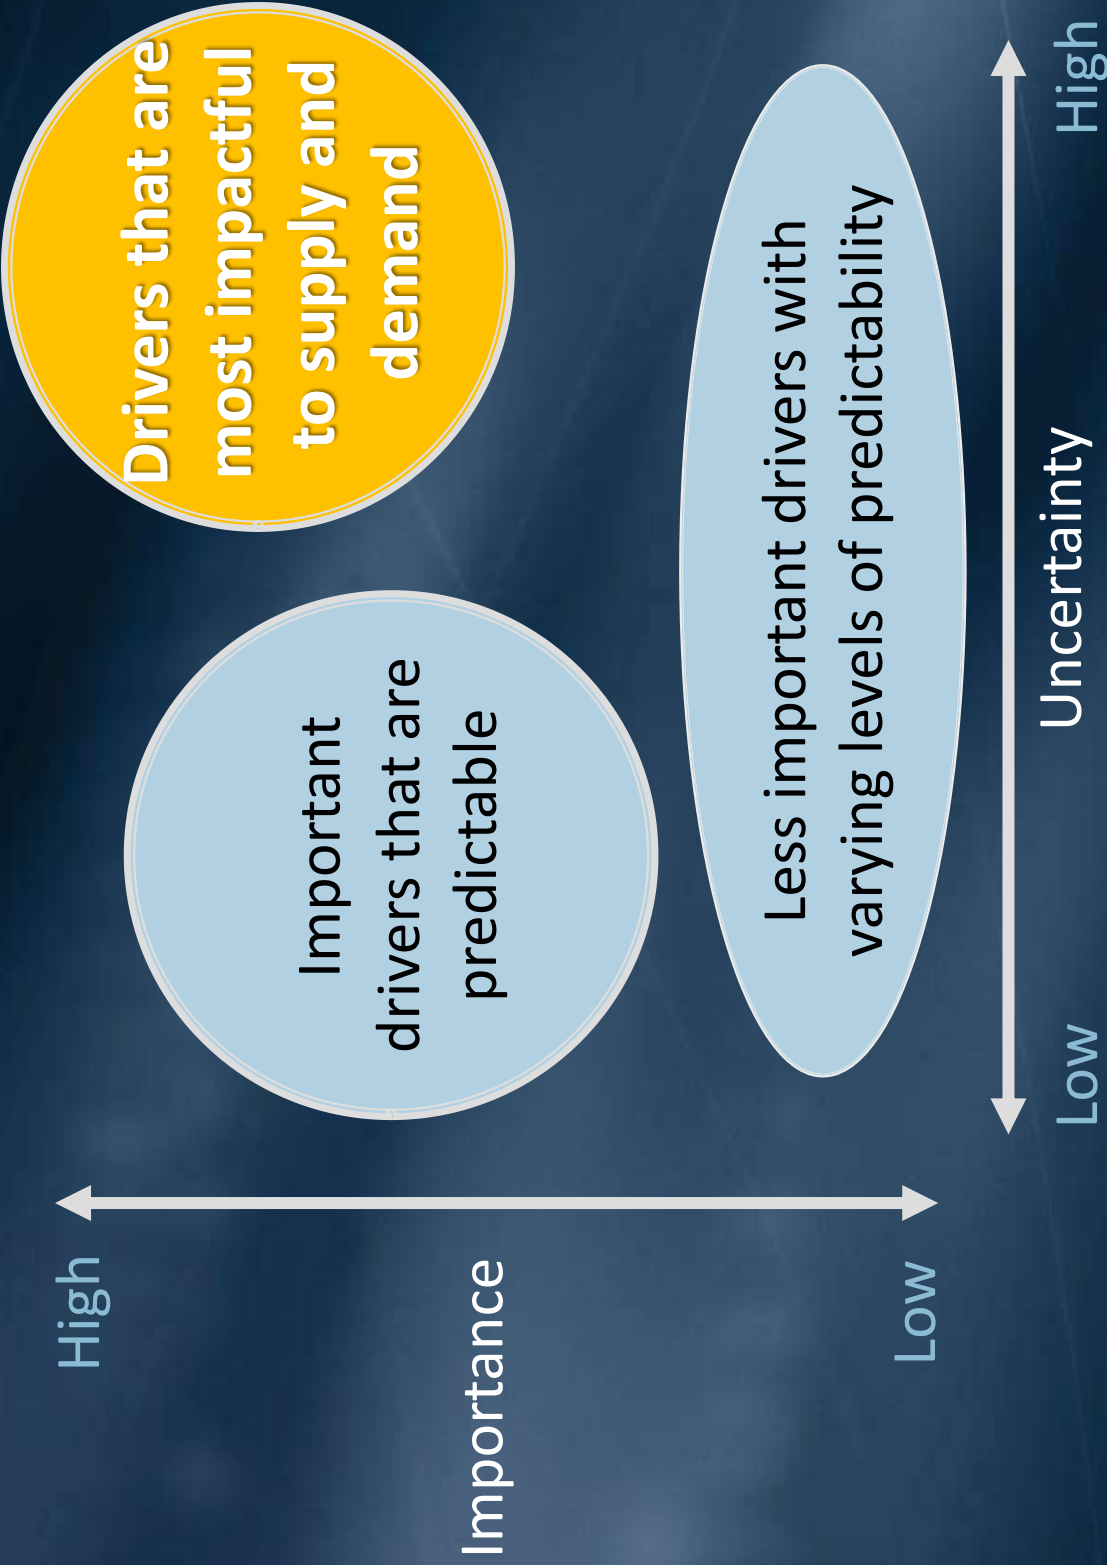 High
Importance
Low
Important
drivers that are
predictable
Drivers that are
most impactful
to supply and
demand
Less important drivers with
varying levels of predictability
Low
Uncertainty
High